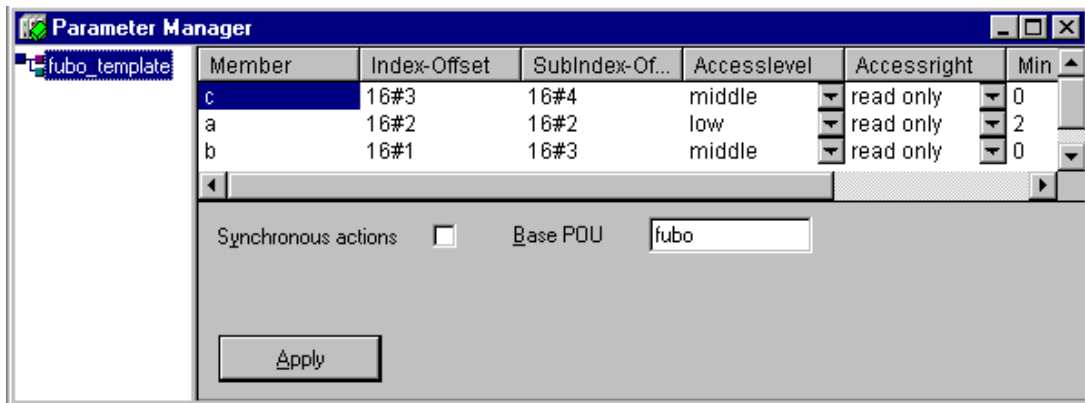 Parameter Manager
fubo_template
Member Index-Offset SubIndex-Of... Accesslevel Accessright Min
c 16#3 16#4 middle read only 0
a 16#2 16#2 low read only 2
b 16#1 16#3 middle read only 0
Synchronous actions Base POU fubo
Apply